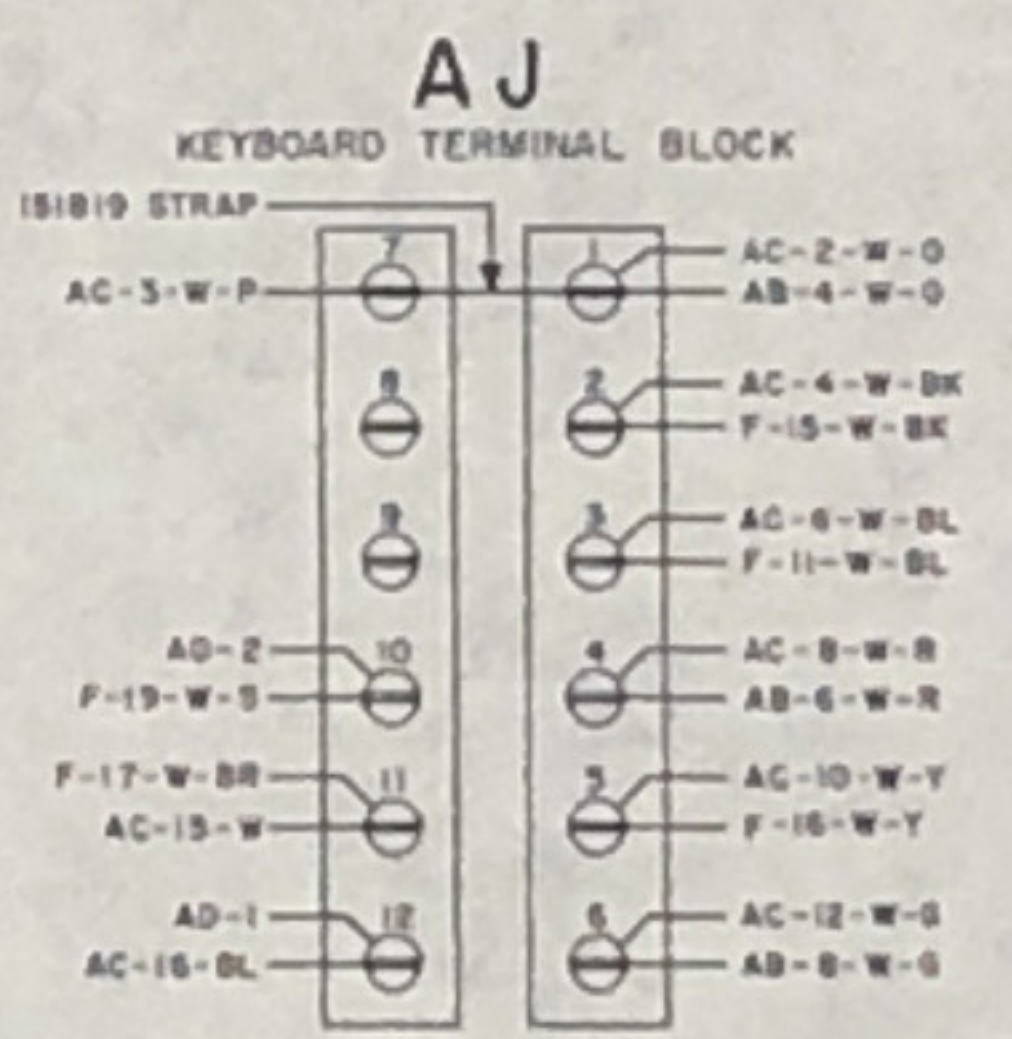 AJ
KEYBOARD TERMINAL BLOCK
151819 STRAP
7
1
AC-2-W-O
AC-3-W-P
AB-4-W-O
8
2
AC-4-W-BK
F-15-W-BK
9
3
AC-6-W-BL
F-11-W-BL
AD-2
10
4
AC-8-W-R
F-19-W-S
AB-6-W-R
F-17-W-BR
11
5
AC-10-W-Y
AC-15-W
F-16-W-Y
AD-1
12
6
AC-12-W-G
AC-16-BL
AB-8-W-G